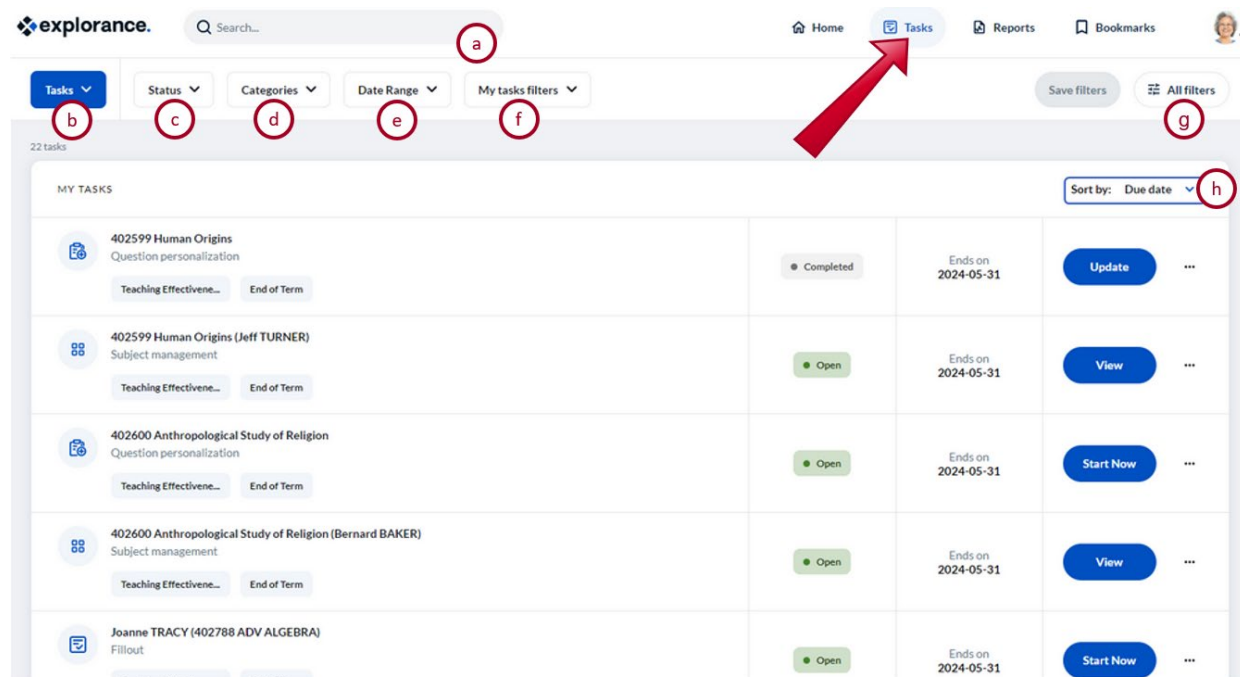 explorance.
Search...
Home
Tasks
Reports
Bookmarks
a
Tasks
Status
Categories
Date Range
My tasks filters
Save filters
All filters
b
c
d
e
f
g
22 tasks
MY TASKS
Sort by: Due date
h
402599 Human Origins
Question personalization
Teaching Effectivene... End of Term
Completed
Ends on
2024-05-31
Update
402599 Human Origins (Jeff TURNER)
Subject management
Teaching Effectivene... End of Term
Open
Ends on
2024-05-31
View
402600 Anthropological Study of Religion
Question personalization
Teaching Effectivene... End of Term
Open
Ends on
2024-05-31
Start Now
402600 Anthropological Study of Religion (Bernard BAKER)
Subject management
Teaching Effectivene... End of Term
Open
Ends on
2024-05-31
View
Joanne TRACY (402788 ADV ALGEBRA)
Fillout
Open
Ends on
2024-05-31
Start Now